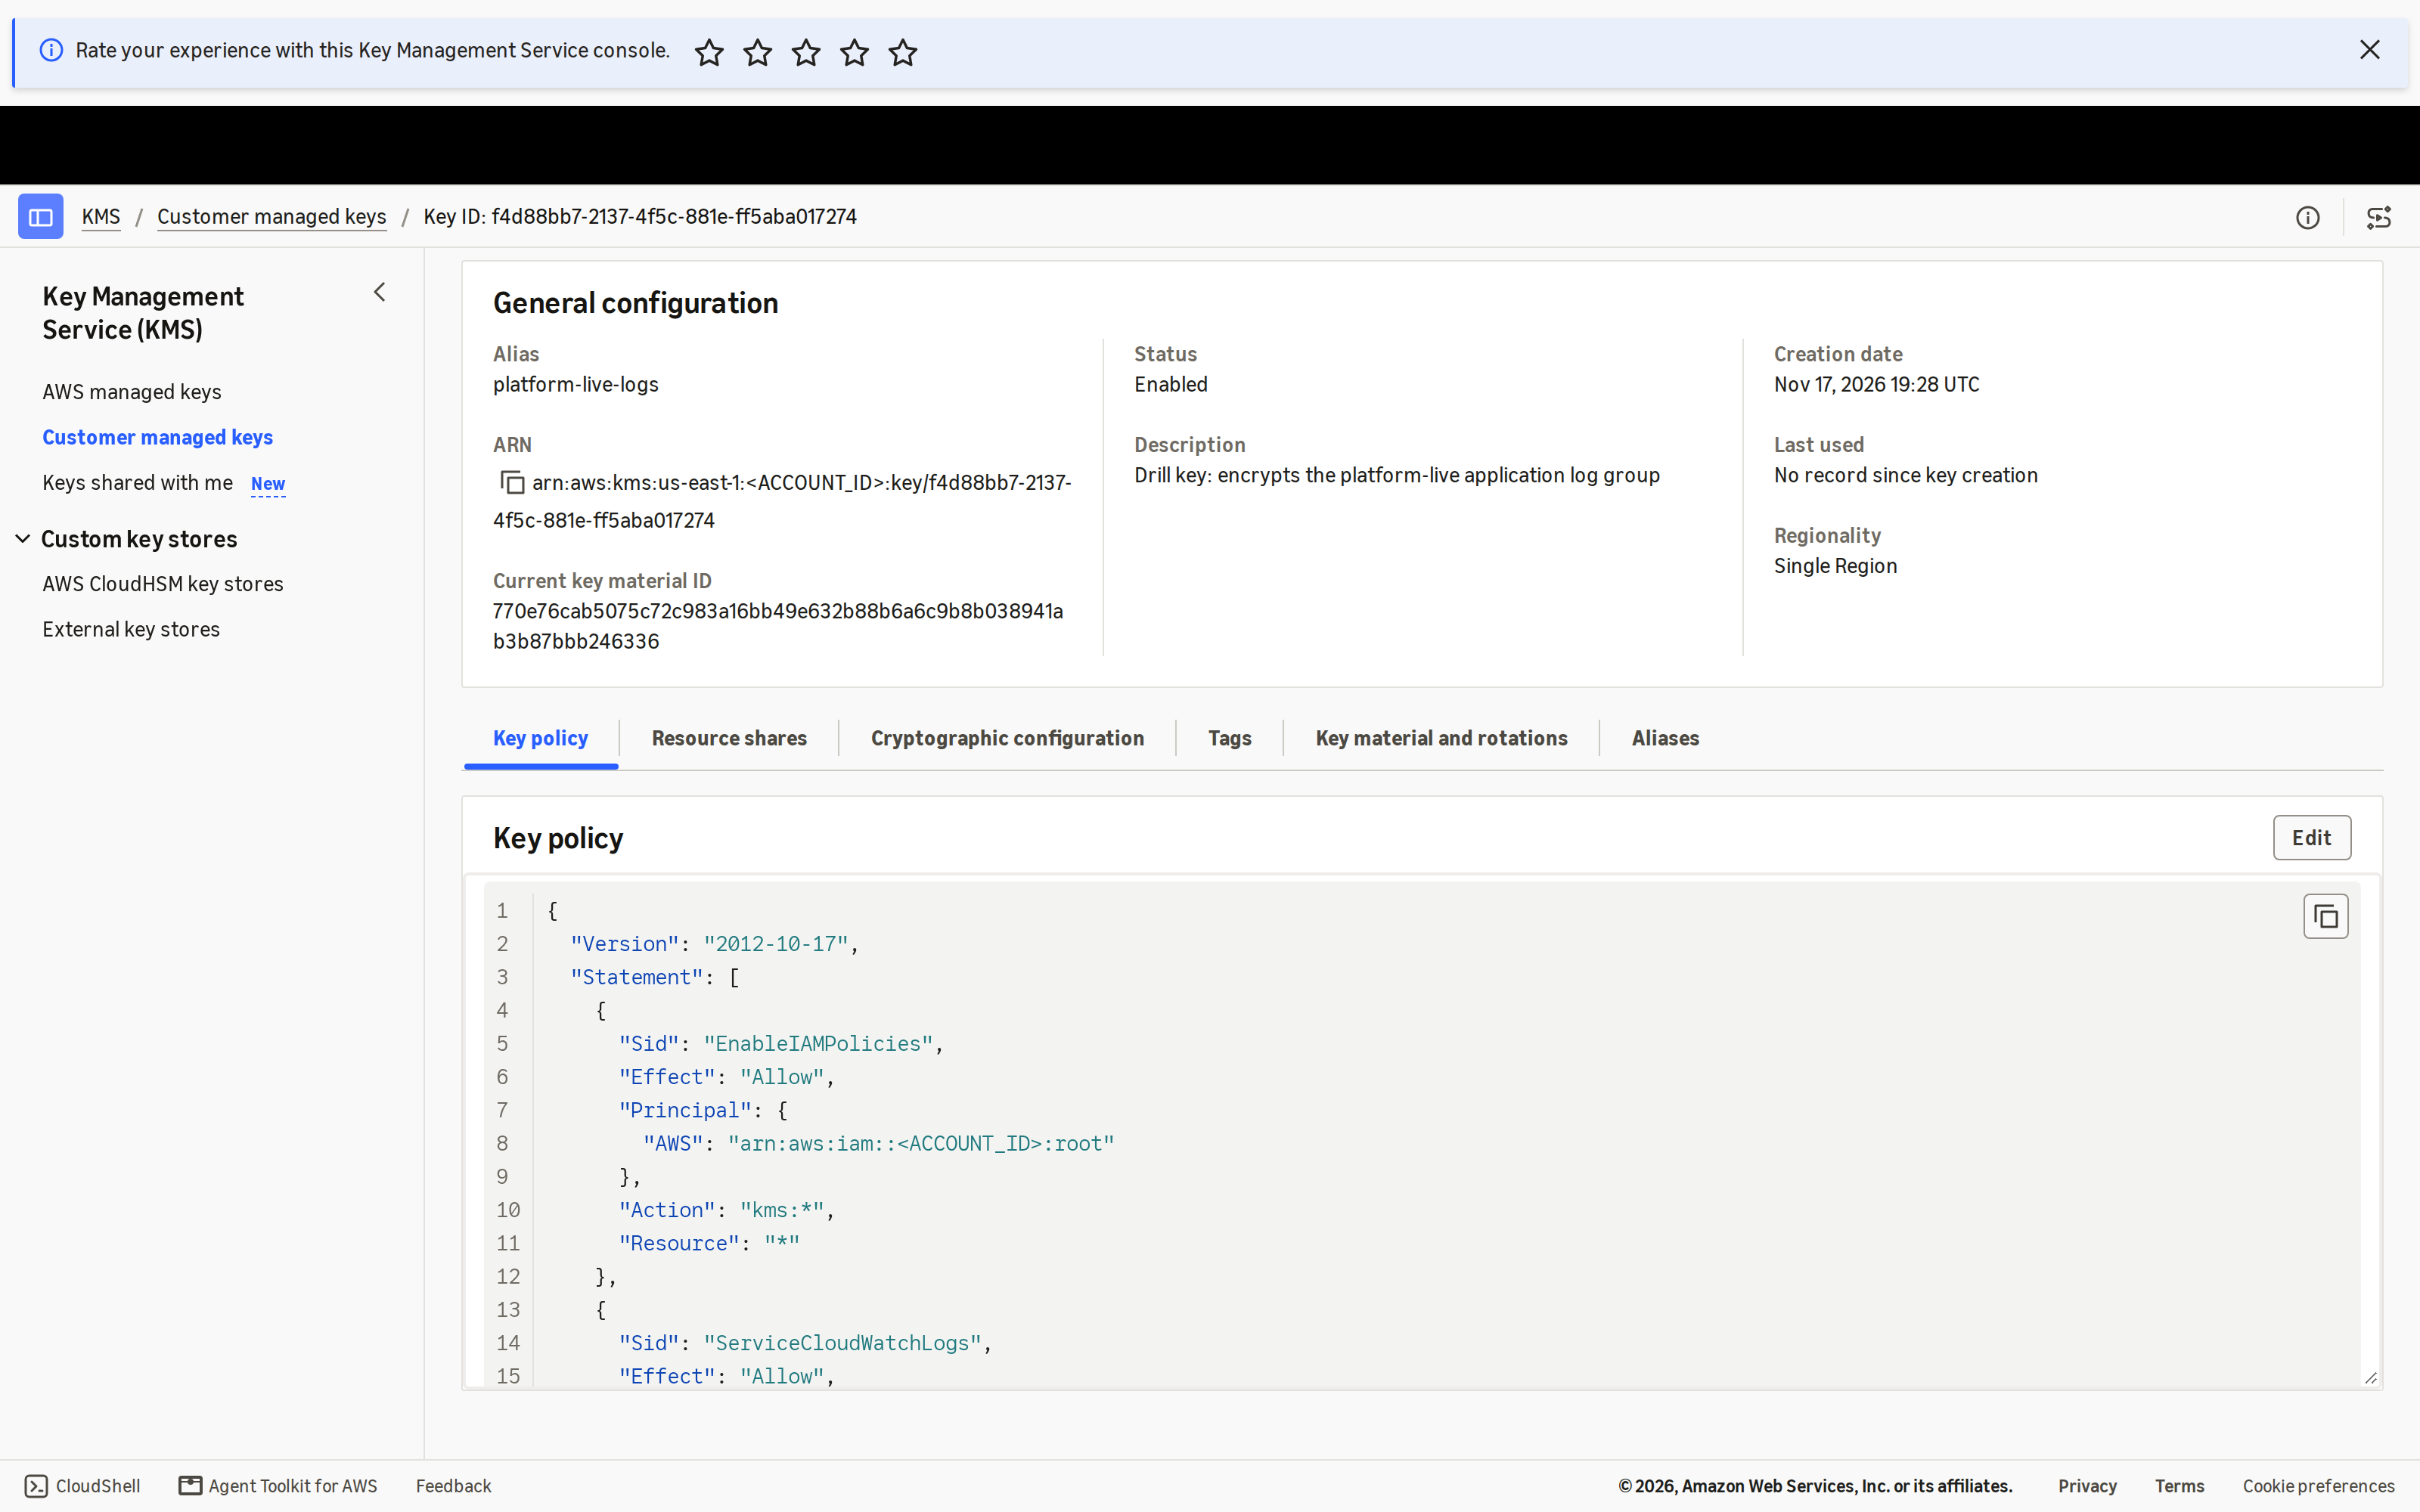 Rate your experience with this Key Management Service console.
KMS / Customer managed keys / Key ID: f4d88bb7-2137-4f5c-881e-ff5aba017274
Key Management
Service (KMS)
AWS managed keys
Customer managed keys
Keys shared with me New
Custom key stores
AWS CloudHSM key stores
External key stores
General configuration
Alias
platform-live-logs
ARN
arn:aws:kms:us-east-1:<ACCOUNT_ID>:key/f4d88bb7-2137-
4f5c-881e-ff5aba017274
Current key material ID
770e76cab5075c72c983a16bb49e632b88b6a6c9b8b038941a
b3b87bbb246336
Status
Enabled
Description
Drill key: encrypts the platform-live application log group
Creation date
Nov 17, 2026 19:28 UTC
Last used
No record since key creation
Regionality
Single Region
Key policy
Resource shares
Cryptographic configuration
Tags
Key material and rotations
Aliases
Key policy
Edit
1 {
2 "Version": "2012-10-17",
3 "Statement": [
4 {
5 "Sid": "EnableIAMPolicies",
6 "Effect": "Allow",
7 "Principal": {
8 "AWS": "arn:aws:iam::<ACCOUNT_ID>:root"
9 },
10 "Action": "kms:*",
11 "Resource": "*"
12 },
13 {
14 "Sid": "ServiceCloudWatchLogs",
15 "Effect": "Allow",
CloudShell
Agent Toolkit for AWS
Feedback
© 2026, Amazon Web Services, Inc. or its affiliates.
Privacy
Terms
Cookie preferences